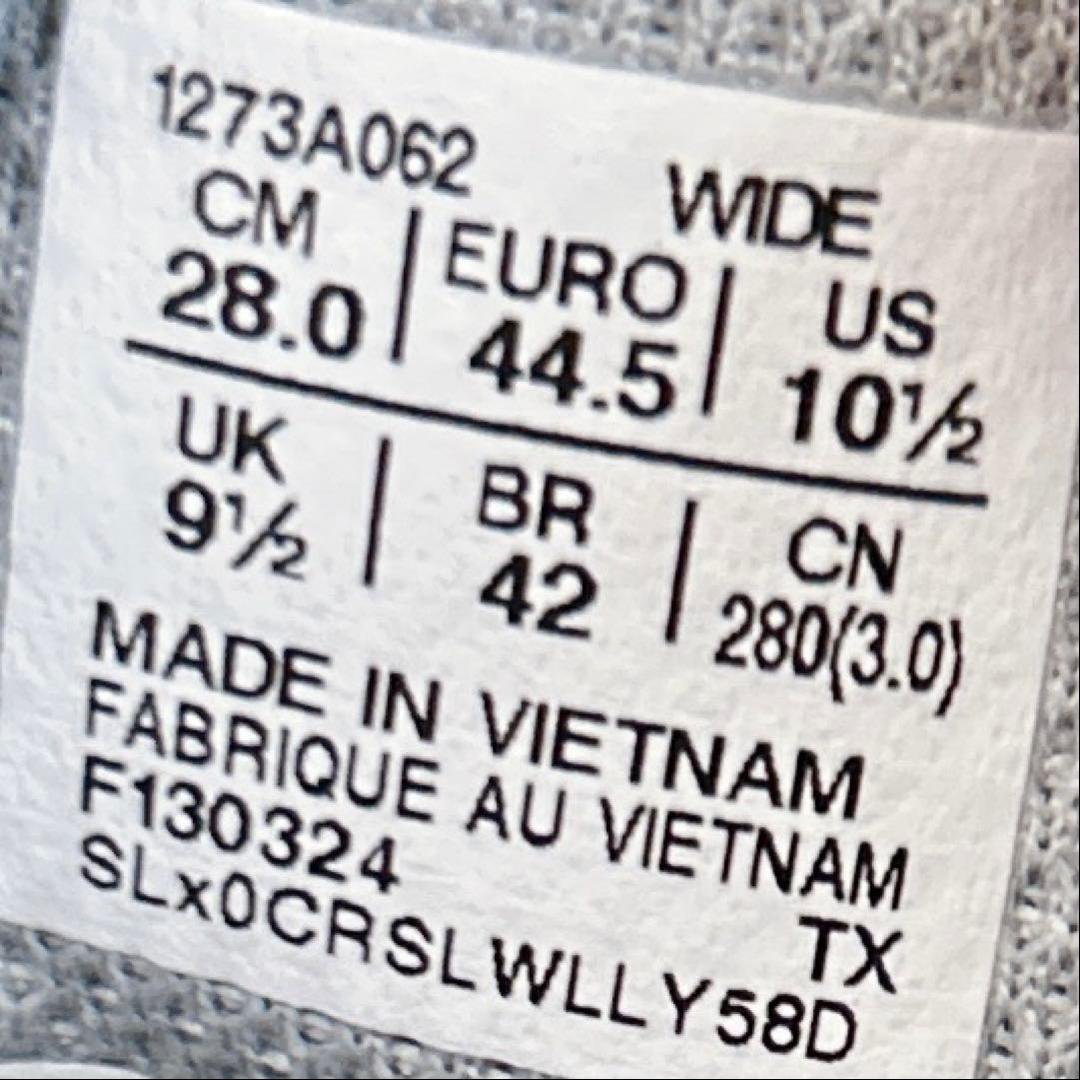 1273A062
WIDE
CM | EURO | US
28.0 | 44.5 | 10½
UK | BR | CN
9½ | 42 | 280(3.0)
MADE IN VIETNAM
FABRIQUE AU VIETNAM
F130324
TX
SLx0CRSLWLLY58D